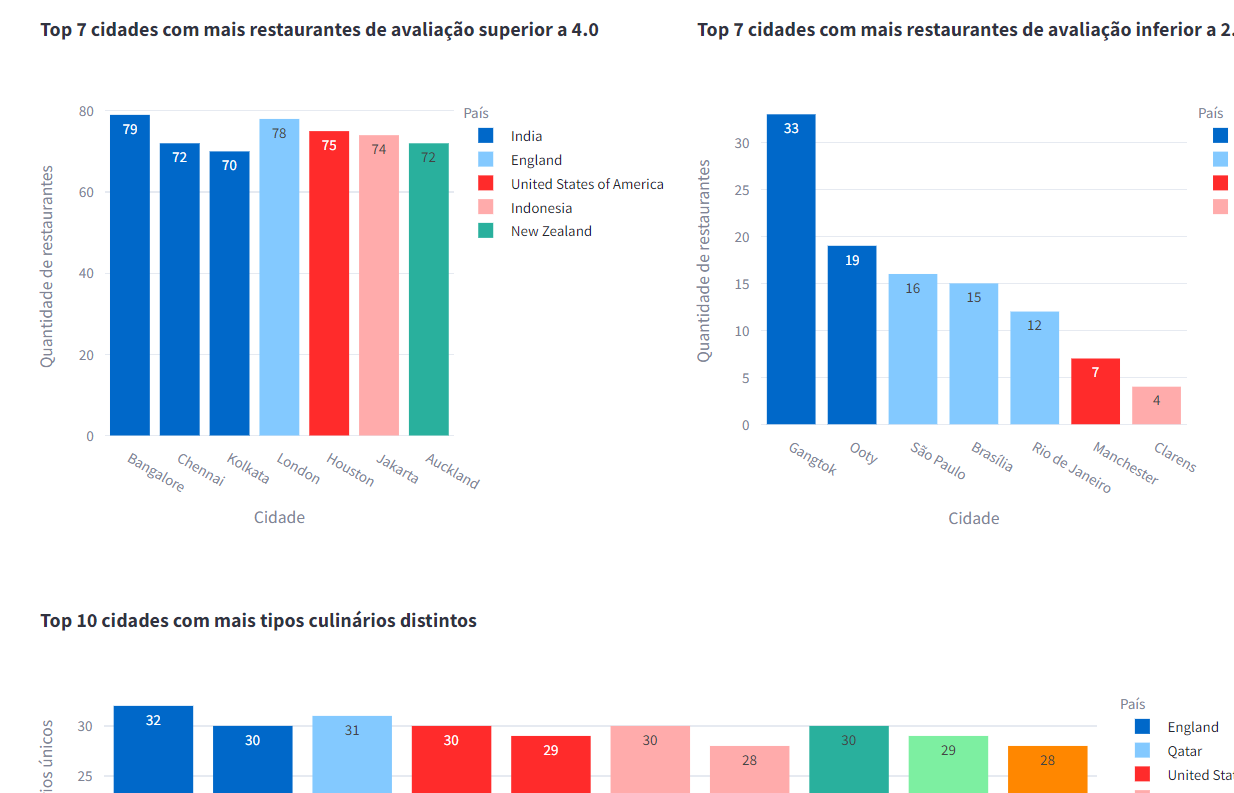 Top 7 cidades com mais restaurantes de avaliação superior a 4.0
80
60
40
20
0
Quantidade de restaurantes
79
72
70
78
75
74
72
Bangalore
Chennai
Kolkata
London
Houston
Jakarta
Auckland
Cidade
País
India
England
United States of America
Indonesia
New Zealand
Top 7 cidades com mais restaurantes de avaliação inferior a 2.
30
25
20
15
10
5
0
Quantidade de restaurantes
33
19
16
15
12
7
4
Gangtok
Ooty
São Paulo
Brasília
Rio de Janeiro
Manchester
Clarens
Cidade
País
Top 10 cidades com mais tipos culinários distintos
30
25
ios únicos
32
30
31
30
29
30
28
30
29
28
País
England
Qatar
United Sta